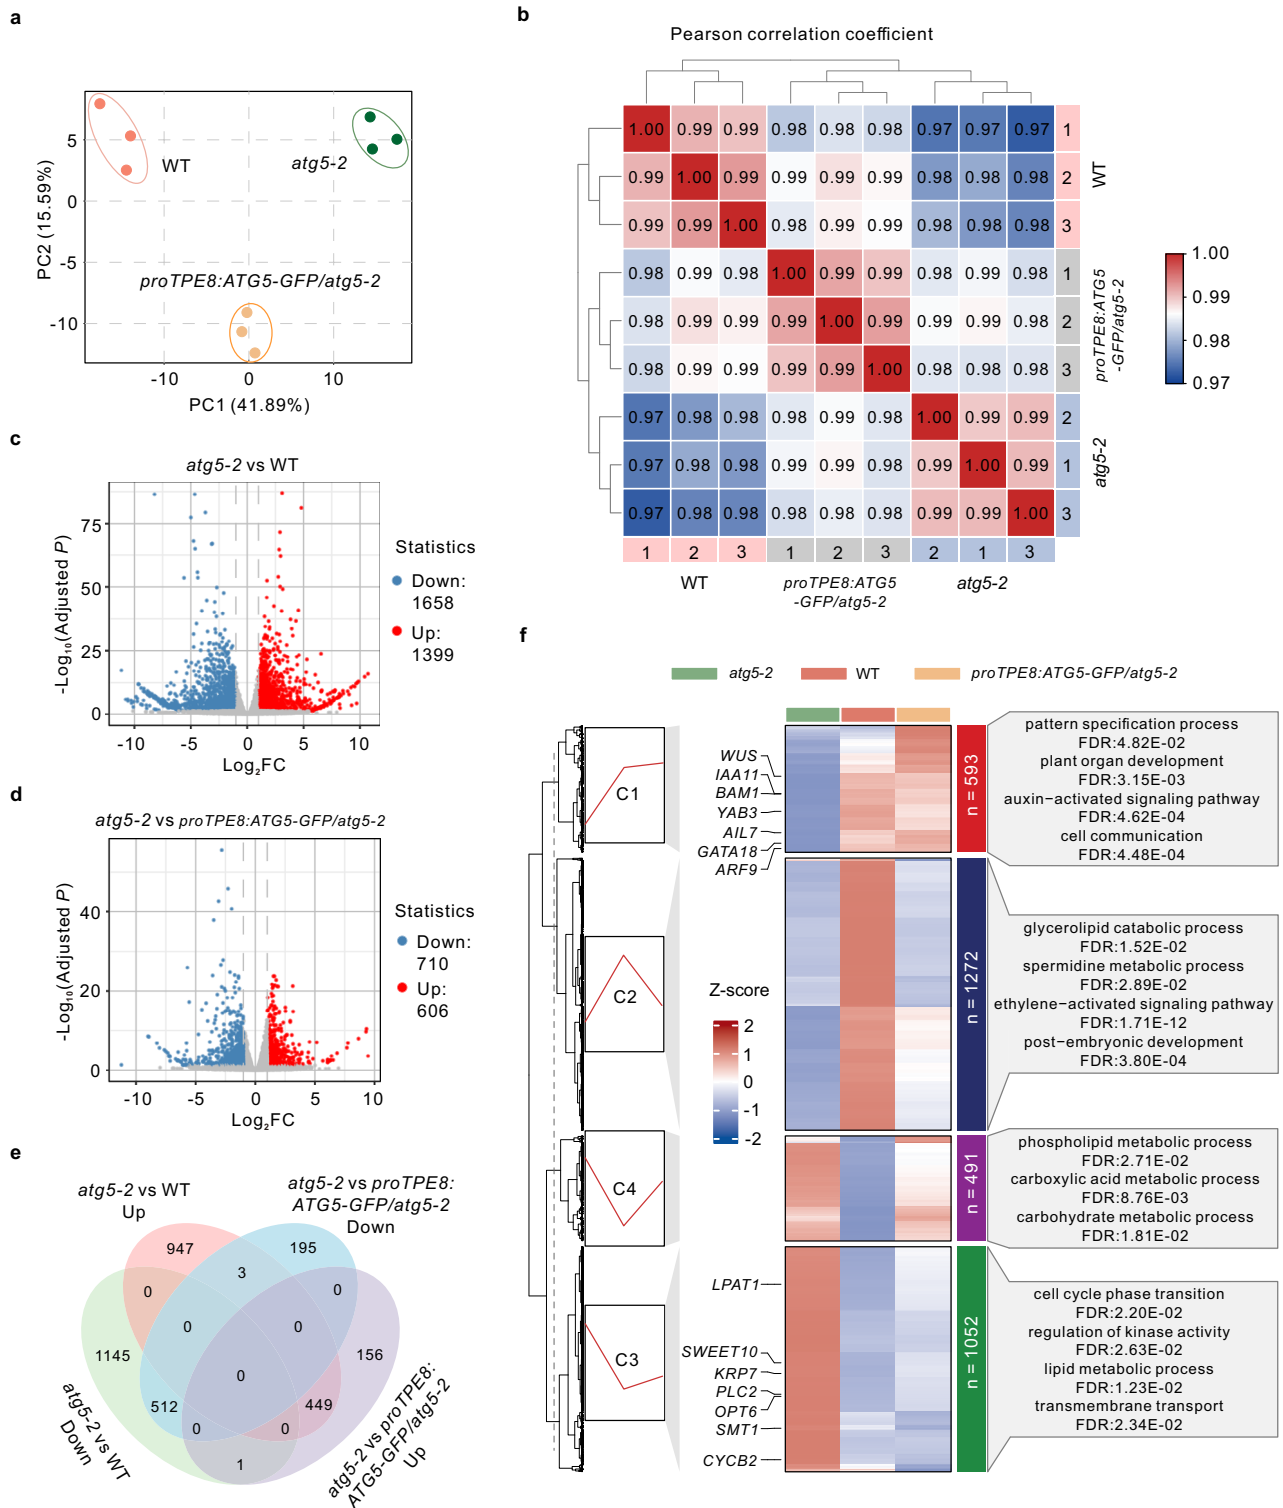 a
5
0
-5
-10
-10
0
10
PC2 (15.59%)
PC1 (41.89%)
WT
atg5-2
proTPE8:ATG5-GFP/atg5-2
b
Pearson correlation coefficient
1.00 0.99 0.99 0.98 0.98 0.98 0.97 0.97 0.97 1
0.99 1.00 0.99 0.99 0.99 0.99 0.98 0.98 0.98 2
0.99 0.99 1.00 0.98 0.99 0.99 0.98 0.98 0.98 3
0.98 0.99 0.98 1.00 0.99 0.99 0.98 0.99 0.98 1
0.98 0.99 0.99 0.99 1.00 0.99 0.99 0.99 0.98 2
0.98 0.99 0.99 0.99 0.99 1.00 0.98 0.98 0.98 3
0.97 0.98 0.98 0.98 0.99 0.98 1.00 0.99 0.99 2
0.97 0.98 0.98 0.99 0.99 0.98 0.99 1.00 0.99 1
0.97 0.98 0.98 0.98 0.98 0.98 0.99 0.99 1.00 3
1 2 3 1 2 3 2 1 3
WT
proTPE8:ATG5
-GFP/atg5-2
atg5-2
WT
proTPE8:ATG5
-GFP/atg5-2
atg5-2
1.00
0.99
0.98
0.97
c
atg5-2 vs WT
75
50
25
0
-10 -5 0 5 10
-Log10(Adjusted P)
Log2FC
Statistics
Down:
1658
Up:
1399
d
atg5-2 vs proTPE8:ATG5-GFP/atg5-2
40
20
0
-10 -5 0 5 10
-Log10(Adjusted P)
Log2FC
Statistics
Down:
710
Up:
606
e
atg5-2 vs WT
Up
atg5-2 vs proTPE8:
ATG5-GFP/atg5-2
Down
947
195
3
0
0
0
0
1145
156
0
512
449
0
0
1
atg5-2 vs WT
Down
atg5-2 vs proTPE8:
ATG5-GFP/atg5-2
Up
f
atg5-2
WT
proTPE8:ATG5-GFP/atg5-2
C1
C2
C4
C3
WUS
IAA11
BAM1
YAB3
AIL7
GATA18
ARF9
Z-score
2
1
0
-1
-2
LPAT1
SWEET10
KRP7
PLC2
OPT6
SMT1
CYCB2
n = 593
n = 1272
n = 491
n = 1052
pattern specification process
FDR:4.82E-02
plant organ development
FDR:3.15E-03
auxin−activated signaling pathway
FDR:4.62E-04
cell communication
FDR:4.48E-04
glycerolipid catabolic process
FDR:1.52E-02
spermidine metabolic process
FDR:2.89E-02
ethylene−activated signaling pathway
FDR:1.71E-12
post−embryonic development
FDR:3.80E-04
phospholipid metabolic process
FDR:2.71E-02
carboxylic acid metabolic process
FDR:8.76E-03
carbohydrate metabolic process
FDR:1.81E-02
cell cycle phase transition
FDR:2.20E-02
regulation of kinase activity
FDR:2.63E-02
lipid metabolic process
FDR:1.23E-02
transmembrane transport
FDR:2.34E-02